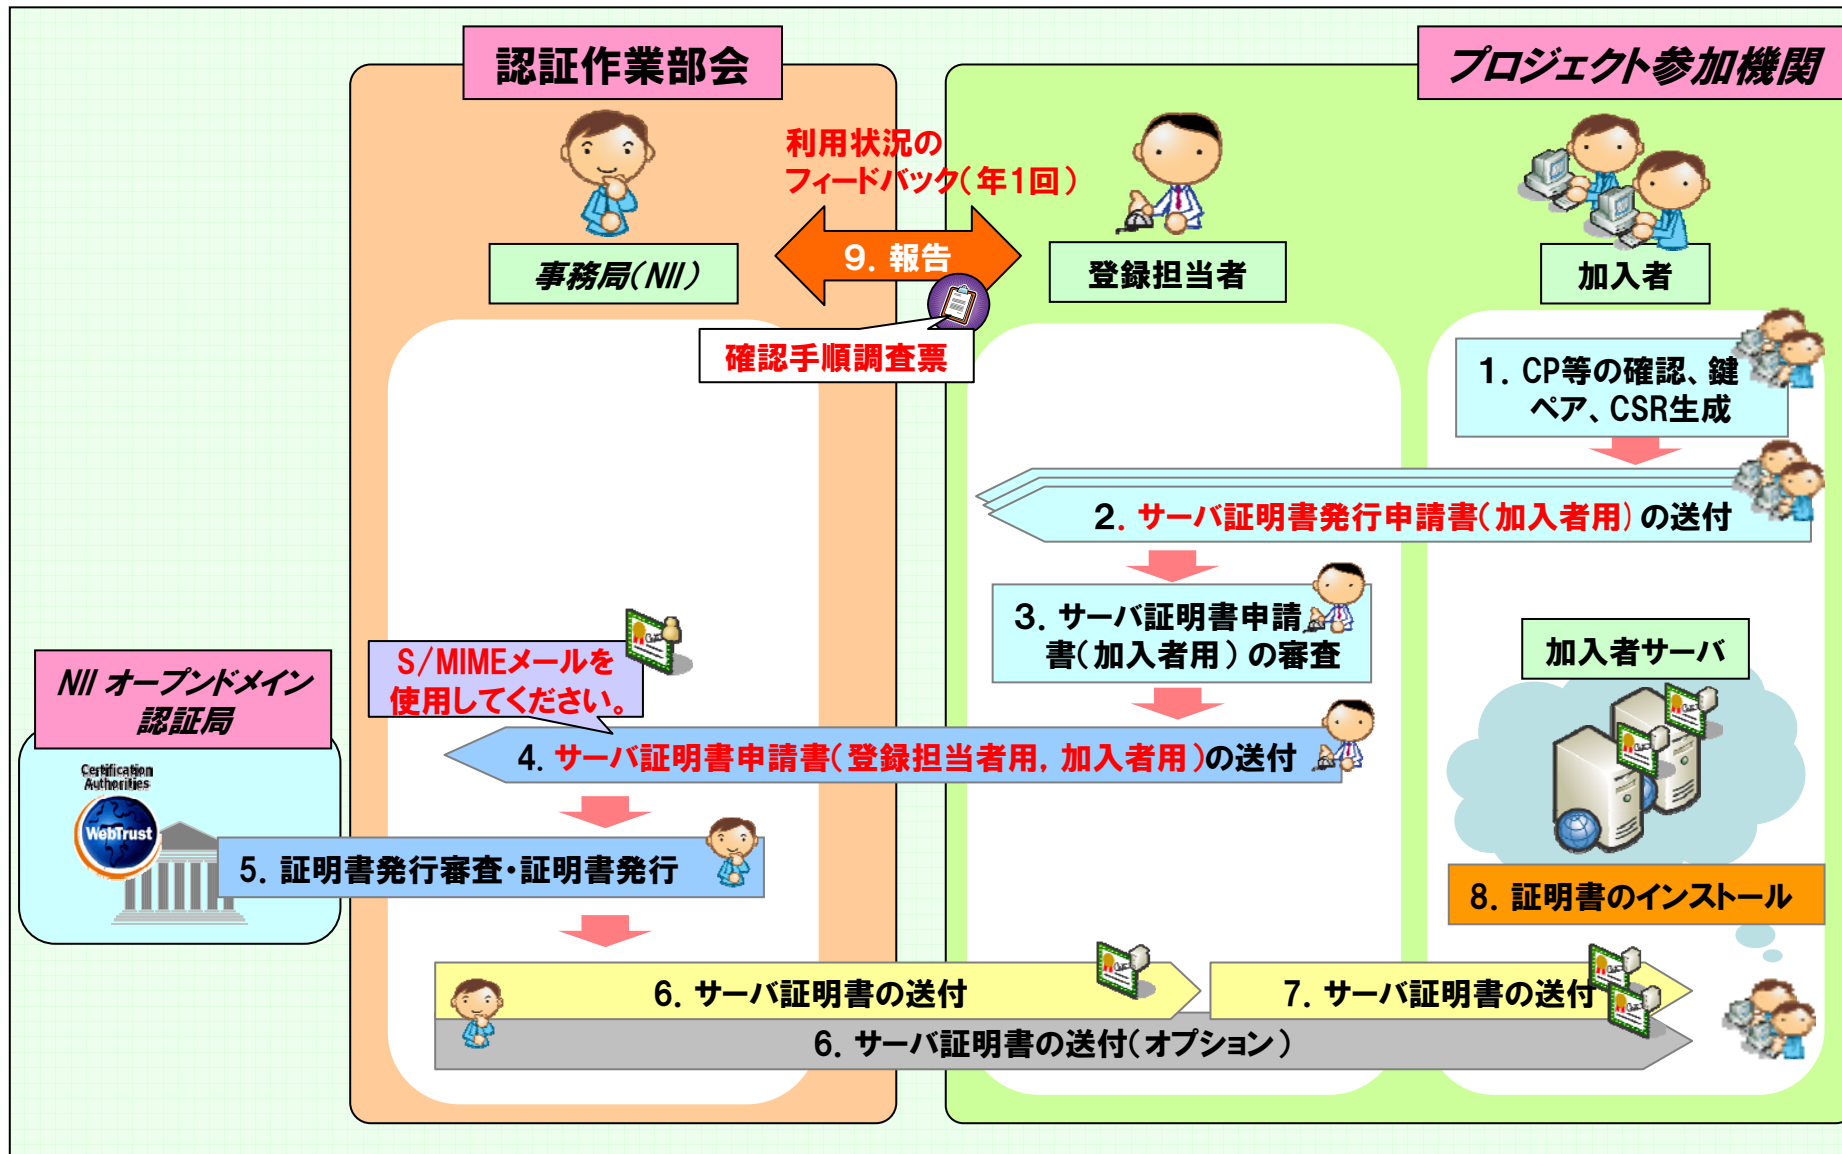 認証作業部会
プロジェクト参加機関
利用状況の
フィードバック(年1回)
9. 報告
事務局(NII)
登録担当者
加入者
確認手順調査票
1. CP等の確認、鍵
ペア、CSR生成
2. サーバ証明書発行申請書(加入者用)の送付
3. サーバ証明書申請
書(加入者用)の審査
S/MIMEメールを
使用してください。
加入者サーバ
NII オープンドメイン
認証局
4. サーバ証明書申請書(登録担当者用, 加入者用)の送付
Certification
Authorities
WebTrust
5. 証明書発行審査・証明書発行
8. 証明書のインストール
6. サーバ証明書の送付
7. サーバ証明書の送付
6. サーバ証明書の送付(オプション)